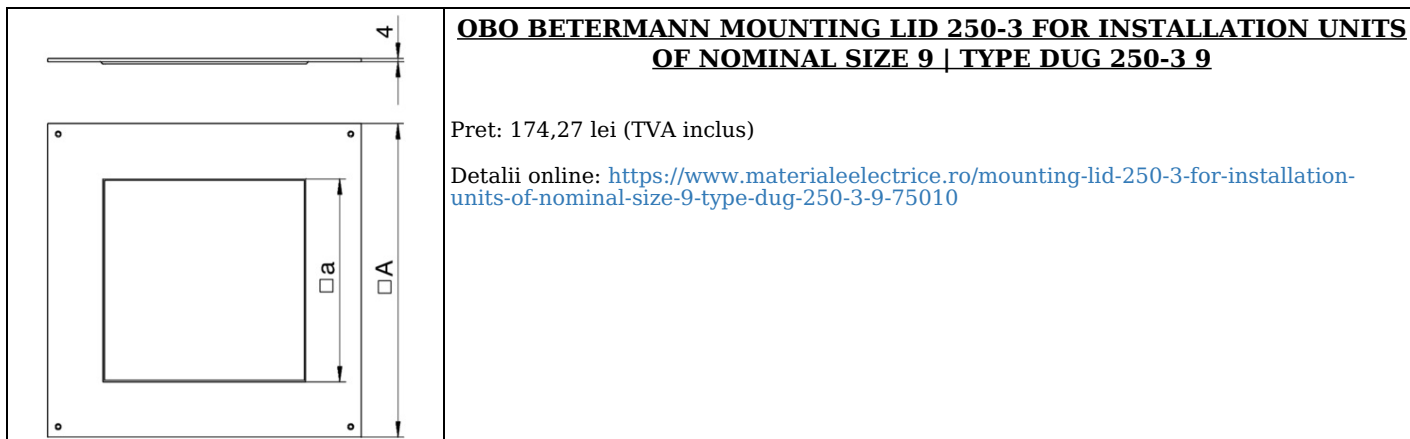 4
□a
□A
OBO BETERMANN MOUNTING LID 250-3 FOR INSTALLATION UNITS
OF NOMINAL SIZE 9 | TYPE DUG 250-3 9
Pret: 174,27 lei (TVA inclus)
Detalii online: https://www.materialeelectrice.ro/mounting-lid-250-3-for-installation-
units-of-nominal-size-9-type-dug-250-3-9-75010